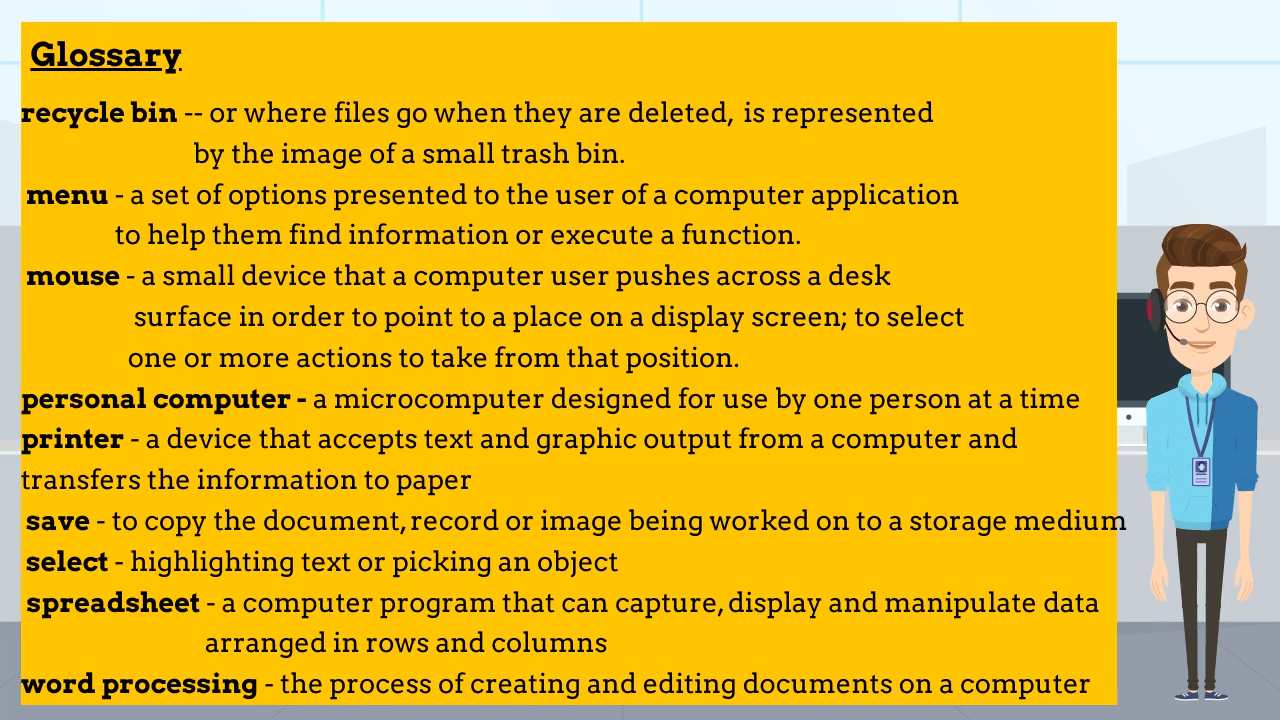 Glossary
recycle bin -- or where files go when they are deleted, is represented
by the image of a small trash bin.
menu - a set of options presented to the user of a computer application
to help them find information or execute a function.
mouse - a small device that a computer user pushes across a desk
surface in order to point to a place on a display screen; to select
one or more actions to take from that position.
personal computer - a microcomputer designed for use by one person at a time
printer - a device that accepts text and graphic output from a computer and
transfers the information to paper
save - to copy the document, record or image being worked on to a storage medium
select - highlighting text or picking an object
spreadsheet - a computer program that can capture, display and manipulate data
arranged in rows and columns
word processing - the process of creating and editing documents on a computer